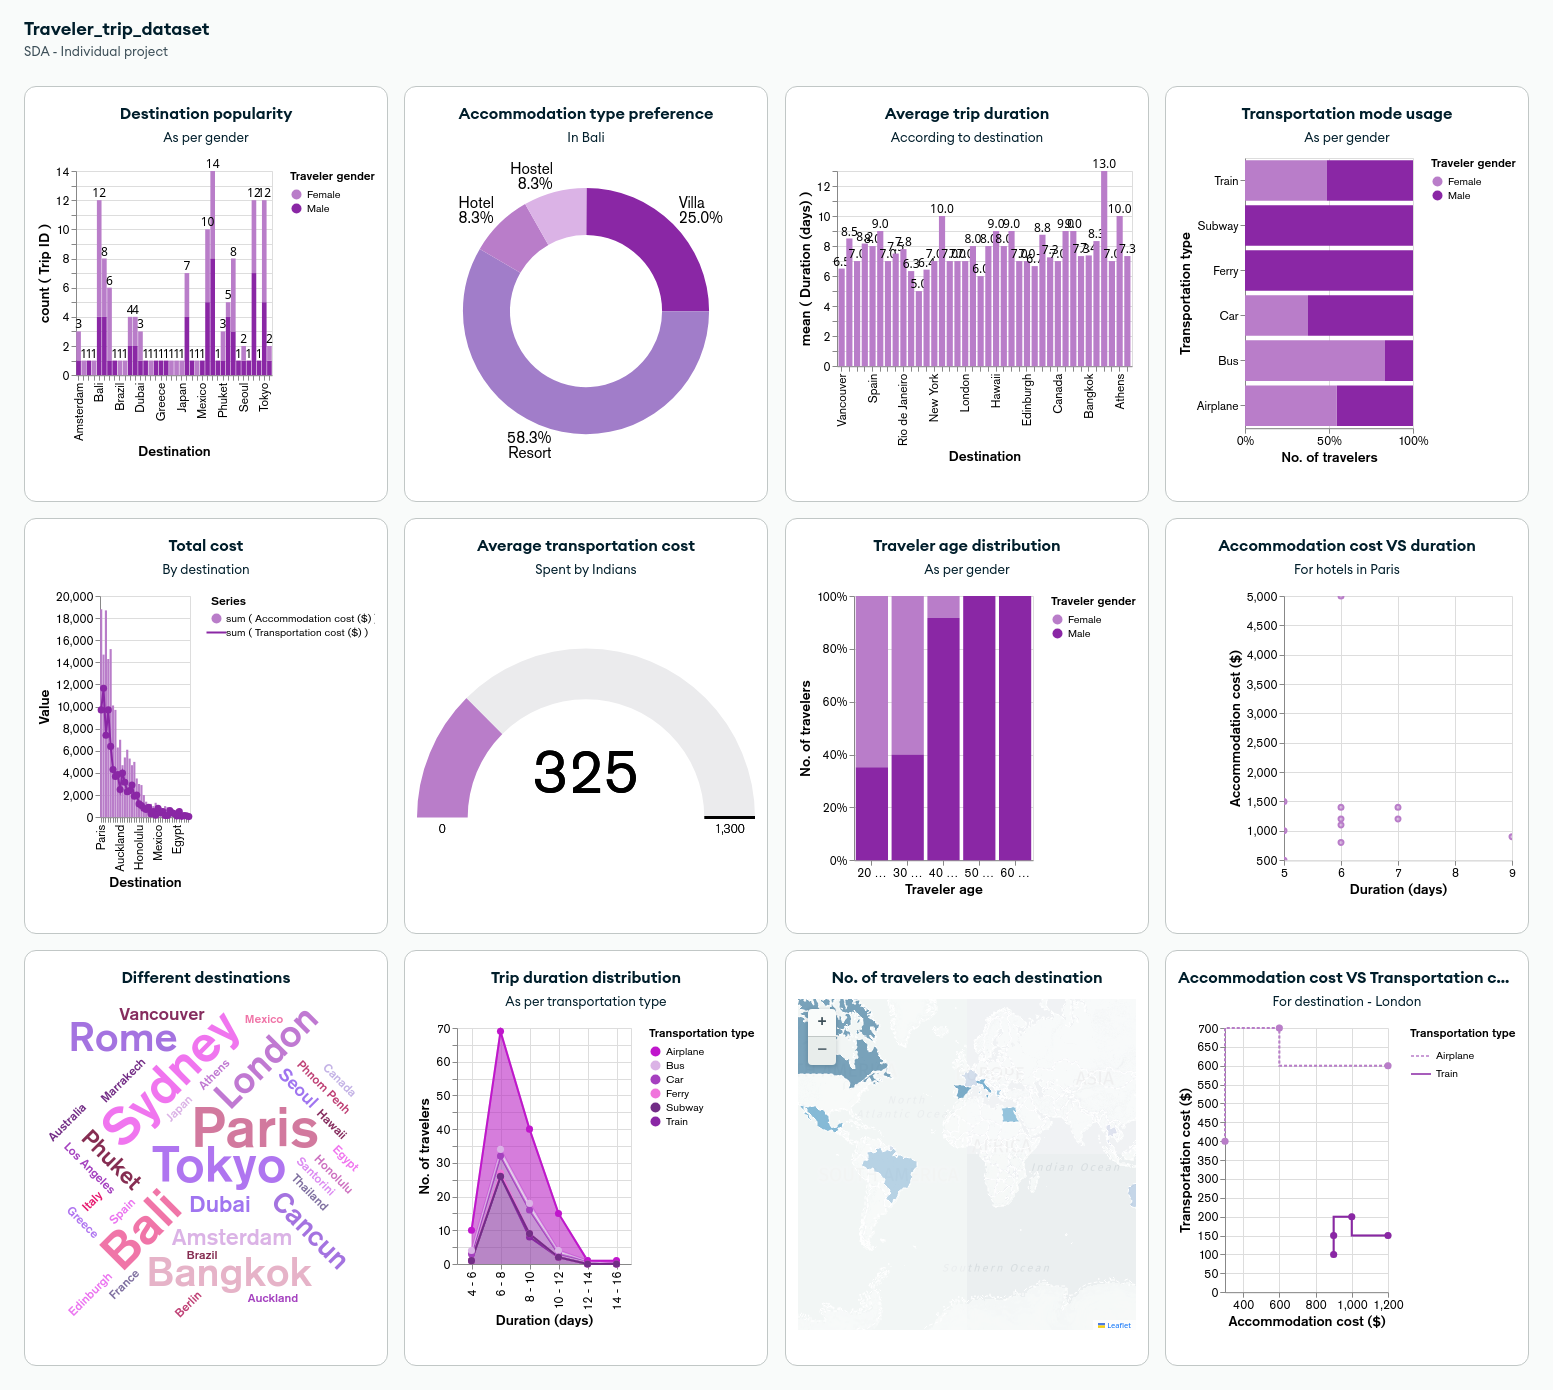 Traveler_trip_dataset
SDA - Individual project
Destination popularity
As per gender
14
12
10
8
6
4
2
0
count ( Trip ID )
3
1
1
1
12
8
6
1
1
1
4
4
3
1
1
1
1
1
1
1
1
7
1
1
1
10
14
1
3
5
8
1
2
1
12
1
12
2
Amsterdam
Bali
Brazil
Dubai
Greece
Japan
Mexico
Phuket
Seoul
Tokyo
Destination
Traveler gender
Female
Male
Accommodation type preference
In Bali
Hostel
8.3%
Hotel
8.3%
Villa
25.0%
58.3%
Resort
Average trip duration
According to destination
mean ( Duration (days) )
12
10
8
6
4
2
0
8.5
9.0
7.8
6.3
5.0
10.0
8.0
6.0
9.0
9.0
8.8
8.3
13.0
10.0
7.3
Vancouver
Spain
Rio de Janeiro
New York
London
Hawaii
Edinburgh
Canada
Bangkok
Athens
Destination
Transportation mode usage
As per gender
Transportation type
Train
Subway
Ferry
Car
Bus
Airplane
0%
50%
100%
No. of travelers
Traveler gender
Female
Male
Total cost
By destination
20,000
18,000
16,000
14,000
12,000
10,000
8,000
6,000
4,000
2,000
0
Value
Paris
Auckland
Honolulu
Mexico
Egypt
Destination
Series
sum ( Accommodation cost ($)
sum ( Transportation cost ($) )
Average transportation cost
Spent by Indians
325
0
1,300
Traveler age distribution
As per gender
100%
80%
60%
40%
20%
0%
No. of travelers
20 ...
30 ...
40 ...
50 ...
60 ...
Traveler age
Traveler gender
Female
Male
Accommodation cost VS duration
For hotels in Paris
5,000
4,500
4,000
3,500
3,000
2,500
2,000
1,500
1,000
500
Accommodation cost ($)
5
6
7
8
9
Duration (days)
Different destinations
Vancouver
Mexico
Rome
Sydney
London
Marrakech
Athens
Japan
Seoul
Phnom Penh
Canada
Australia
Paris
Hawaii
Phuket
Los Angeles
Tokyo
Egypt
Honolulu
Santorini
Thailand
Italy
Spain
Greece
Bali
Dubai
Cancun
Amsterdam
Brazil
Bangkok
Edinburgh
France
Berlin
Auckland
Trip duration distribution
As per transportation type
70
60
50
40
30
20
10
0
No. of travelers
4 - 6
6 - 8
8 - 10
10 - 12
12 - 14
14 - 16
Duration (days)
Transportation type
Airplane
Bus
Car
Ferry
Subway
Train
No. of travelers to each destination
+
−
ASIA
AFRICA
Indian Ocean
Southern Ocean
Leaflet
Accommodation cost VS Transportation c...
For destination - London
700
650
600
550
500
450
400
350
300
250
200
150
100
50
0
Transportation cost ($)
400
600
800
1,000
1,200
Accommodation cost ($)
Transportation type
Airplane
Train